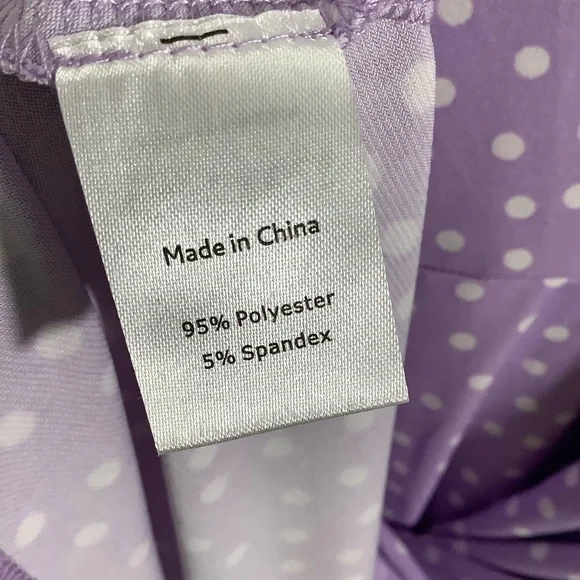 Made in China
95% Polyester
5% Spandex